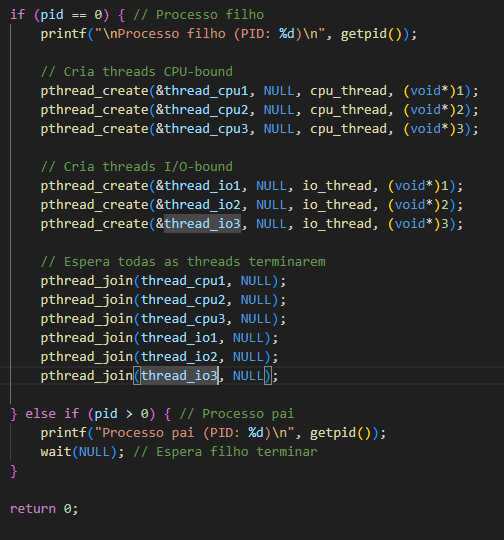 if (pid == 0) { // Processo filho
    printf("\nProcesso filho (PID: %d)\n", getpid());
    // Cria threads CPU-bound
    pthread_create(&thread_cpu1, NULL, cpu_thread, (void*)1);
    pthread_create(&thread_cpu2, NULL, cpu_thread, (void*)2);
    pthread_create(&thread_cpu3, NULL, cpu_thread, (void*)3);
    // Cria threads I/O-bound
    pthread_create(&thread_io1, NULL, io_thread, (void*)1);
    pthread_create(&thread_io2, NULL, io_thread, (void*)2);
    pthread_create(&thread_io3, NULL, io_thread, (void*)3);
    // Espera todas as threads terminarem
    pthread_join(thread_cpu1, NULL);
    pthread_join(thread_cpu2, NULL);
    pthread_join(thread_cpu3, NULL);
    pthread_join(thread_io1, NULL);
    pthread_join(thread_io2, NULL);
    pthread_join(thread_io3, NULL);
} else if (pid > 0) { // Processo pai
    printf("Processo pai (PID: %d)\n", getpid());
    wait(NULL); // Espera filho terminar
}
return 0;